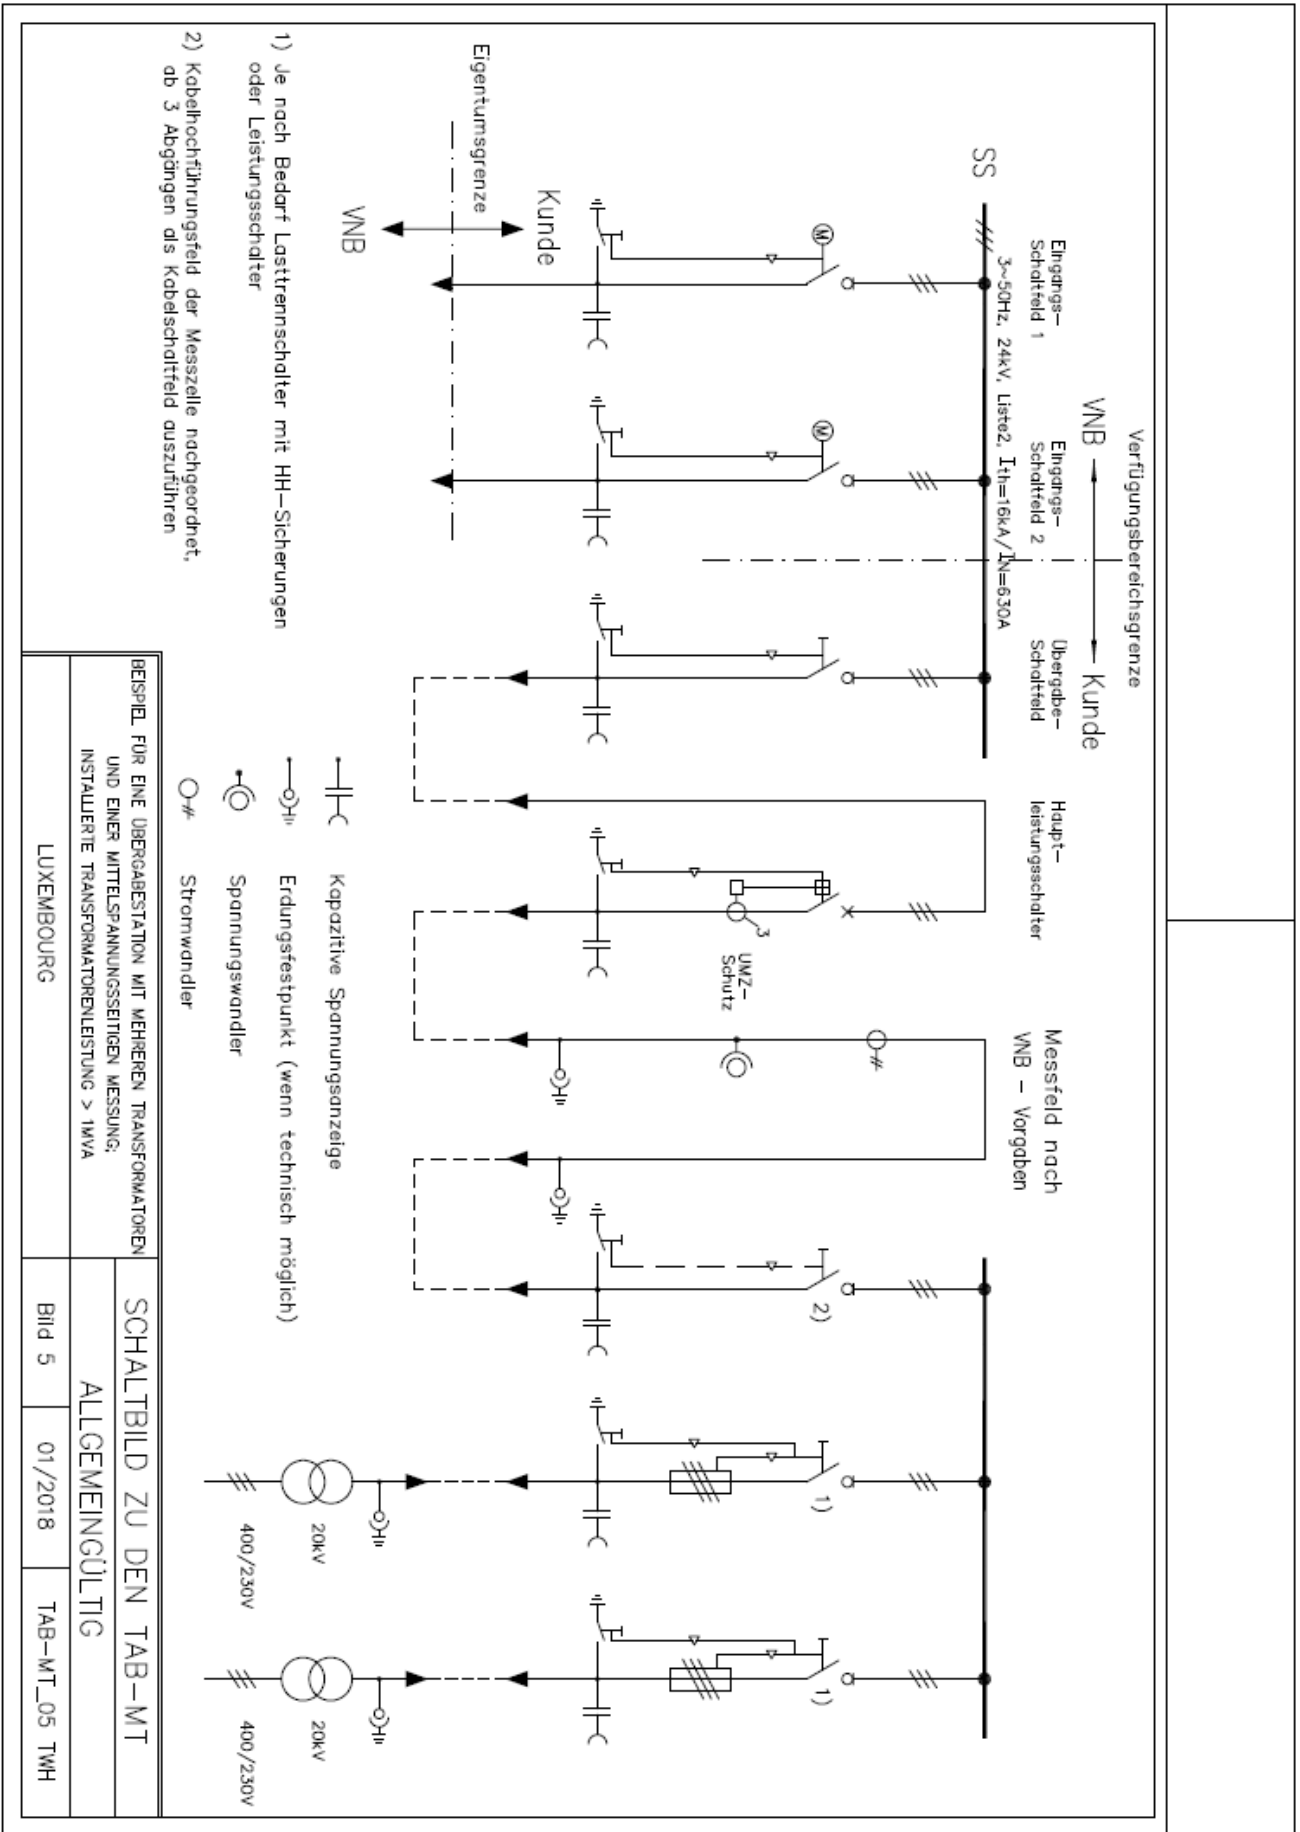 Verfügungsbereichsgrenze
VNB
Kunde
Eingangs-
Schaltfeld 1
Eingangs-
Schaltfeld 2
Übergabe-
Schaltfeld
Haupt-
leistungsschalter
Messfeld nach
VNB - Vorgaben
SS
3~50Hz, 24kV, Liste2, Ith=16kA/IN=630A
M
M
3
UMZ-
Schutz
2)
1)
1)
Kunde
Eigentumsgrenze
VNB
20kV
400/230V
20kV
400/230V
Kapazitive Spannungsanzeige
Erdungsfestpunkt (wenn technisch möglich)
Spannungswandler
Stromwandler
1) Je nach Bedarf Lasttrennschalter mit HH-Sicherungen
oder Leistungsschalter
2) Kabelhochführungsfeld der Messzelle nachgeordnet,
ab 3 Abgängen als Kabelschaltfeld auszuführen
BEISPIEL FÜR EINE ÜBERGABESTATION MIT MEHREREN TRANSFORMATOREN
UND EINER MITTELSPANNUNGSSEITIGEN MESSUNG;
INSTALLIERTE TRANSFORMATORENLEISTUNG > 1MVA
LUXEMBOURG
SCHALTBILD ZU DEN TAB-MT
ALLGEMEINGÜLTIG
Bild 5
01/2018
TAB-MT_05 TWH